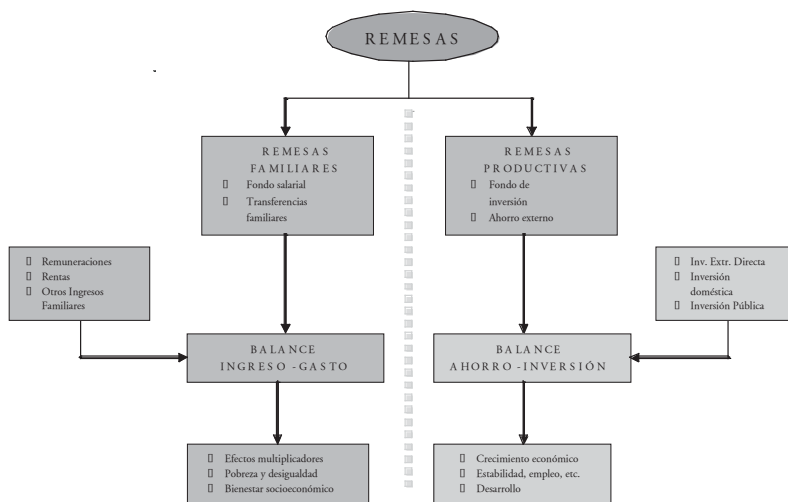 REMESAS
REMESAS
FAMILIARES
Fondo salarial
Transferencias
familiares
REMESAS
PRODUCTIVAS
Fondo de
inversión
Ahorro externo
Remuneraciones
Rentas
Otros Ingresos
Familiares
Inv. Extr. Directa
Inversión
doméstica
Inversión Pública
BALANCE
INGRESO -GASTO
BALANCE
AHORRO -INVERSIÓN
Efectos multiplicadores
Pobreza y desigualdad
Bienestar socioeconómico
Crecimiento económico
Estabilidad, empleo, etc.
Desarrollo